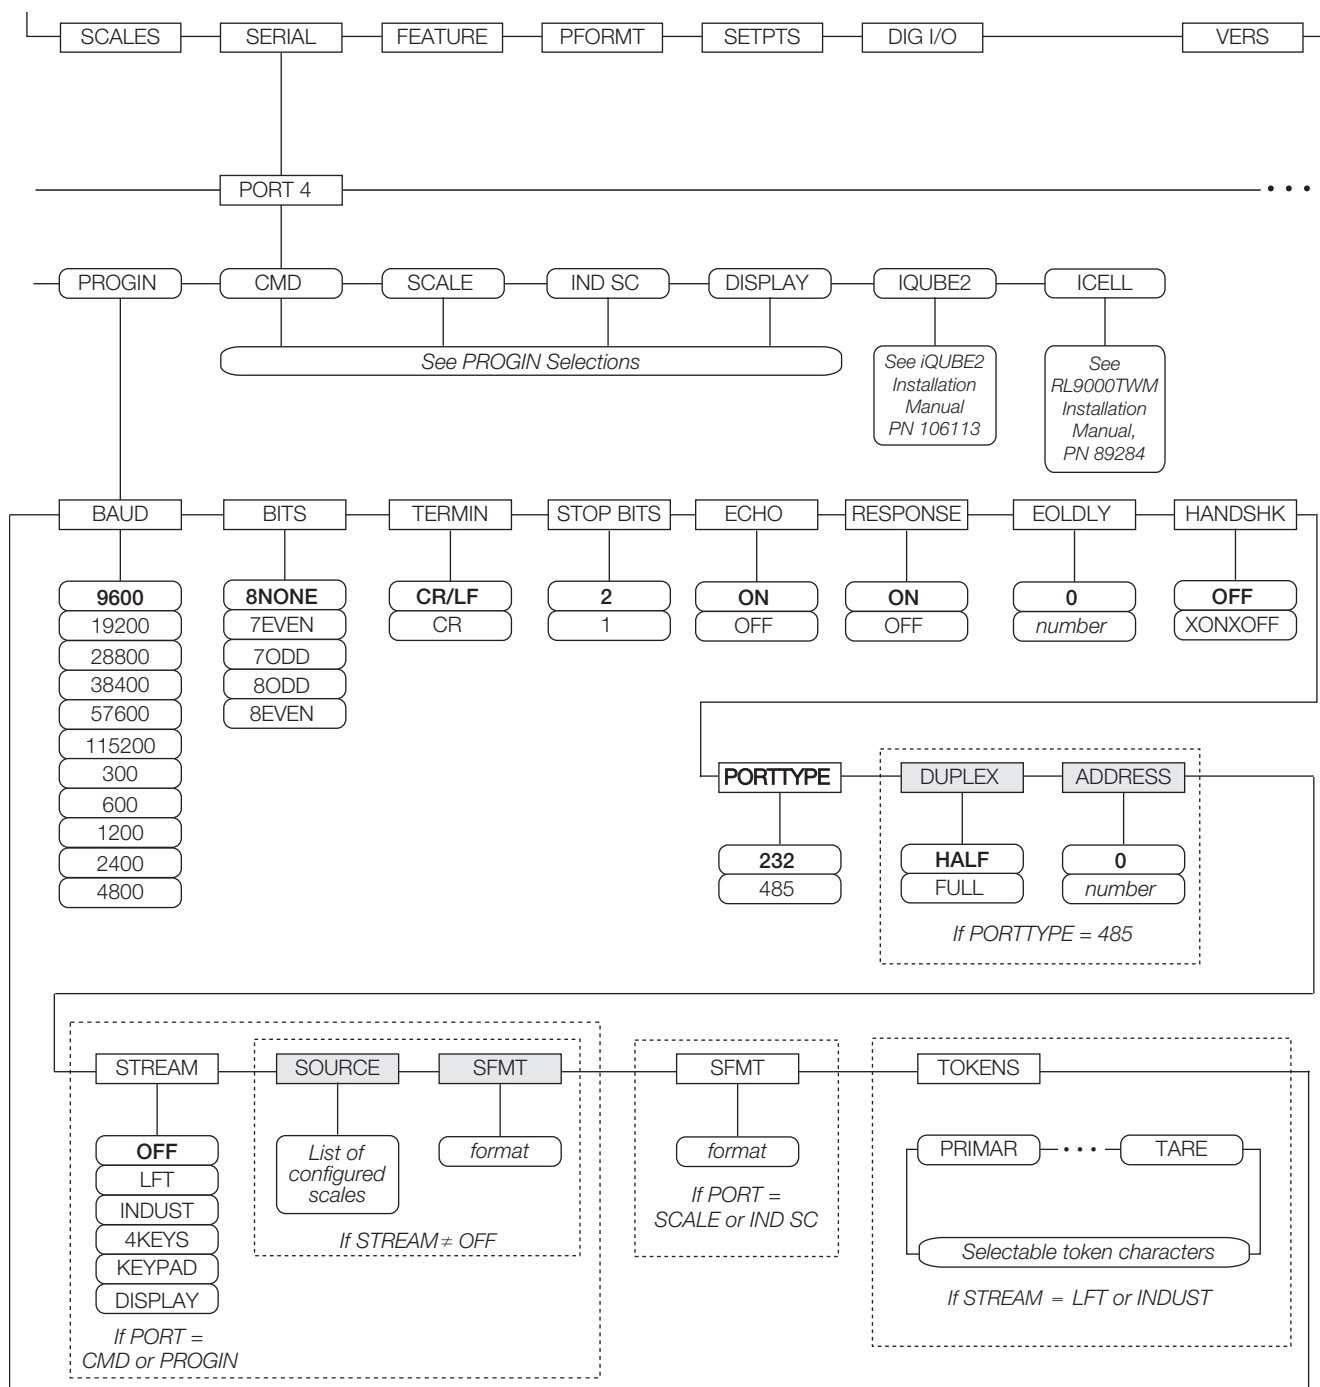 SCALES SERIAL FEATURE PFORMT SETPTS DIG I/O VERS
PORT 4 • • •
PROGIN CMD SCALE IND SC DISPLAY IQUBE2 ICELL
See PROGIN Selections
See iQUBE2
Installation
Manual
PN 106113
See
RL9000TWM
Installation
Manual,
PN 89284
BAUD BITS TERMIN STOP BITS ECHO RESPONSE EOLDLY HANDSHK
9600 8NONE CR/LF 2 ON ON 0 OFF
19200 7EVEN CR 1 OFF OFF number XONXOFF
28800 7ODD
38400 8ODD
57600 8EVEN
115200
300
600
1200
2400
4800
PORTTYPE DUPLEX ADDRESS
232 HALF 0
485 FULL number
If PORTTYPE = 485
STREAM SOURCE SFMT SFMT TOKENS
OFF
LFT
INDUST
4KEYS
KEYPAD
DISPLAY
If PORT =
CMD or PROGIN
List of
configured
scales
format
If STREAM ≠ OFF
format
If PORT =
SCALE or IND SC
PRIMAR • • • TARE
Selectable token characters
If STREAM = LFT or INDUST